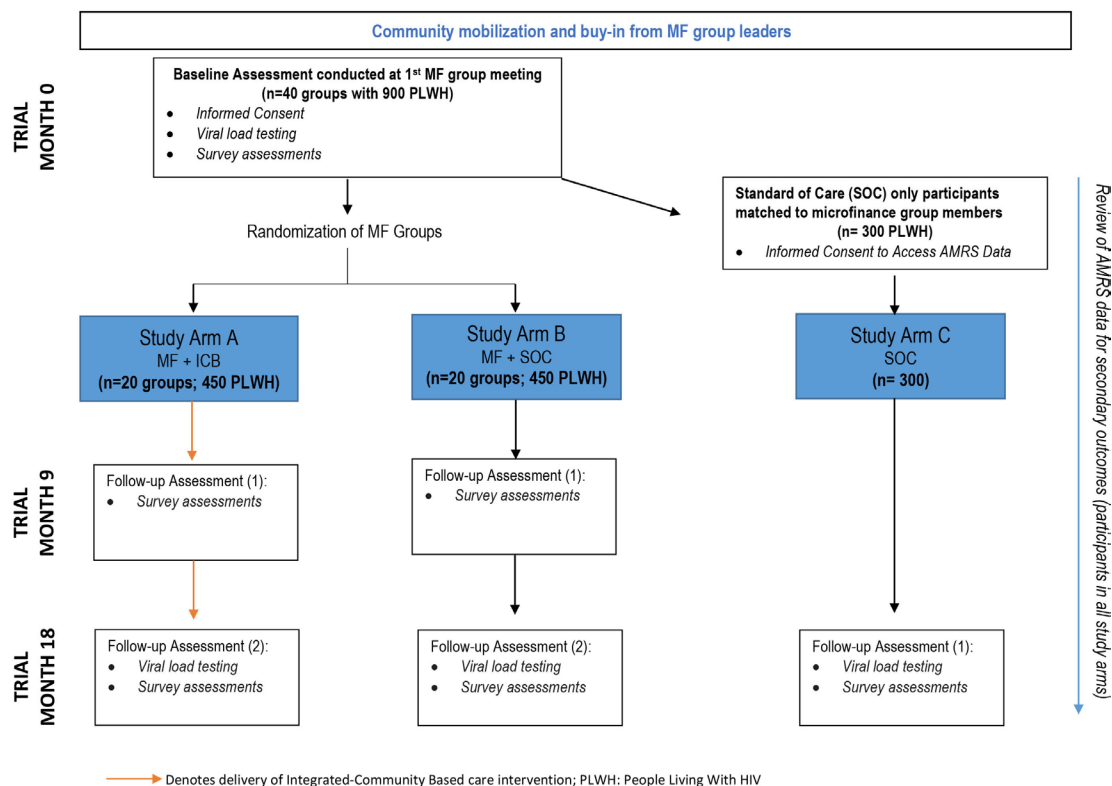 Community mobilization and buy-in from MF group leaders
TRIAL
MONTH 0
Baseline Assessment conducted at 1st MF group meeting
(n=40 groups with 900 PLWH)
• Informed Consent
• Viral load testing
• Survey assessments
Standard of Care (SOC) only participants
matched to microfinance group members
(n= 300 PLWH)
• Informed Consent to Access AMRS Data
Randomization of MF Groups
Study Arm A
MF + ICB
(n=20 groups; 450 PLWH)
Study Arm B
MF + SOC
(n=20 groups; 450 PLWH)
Study Arm C
SOC
(n= 300)
Review of AMRS data for secondary outcomes (participants in all study arms)
TRIAL
MONTH 9
Follow-up Assessment (1):
• Survey assessments
Follow-up Assessment (1):
• Survey assessments
TRIAL
MONTH 18
Follow-up Assessment (2):
• Viral load testing
• Survey assessments
Follow-up Assessment (2):
• Viral load testing
• Survey assessments
Follow-up Assessment (1):
• Viral load testing
• Survey assessments
Denotes delivery of Integrated-Community Based care intervention; PLWH: People Living With HIV